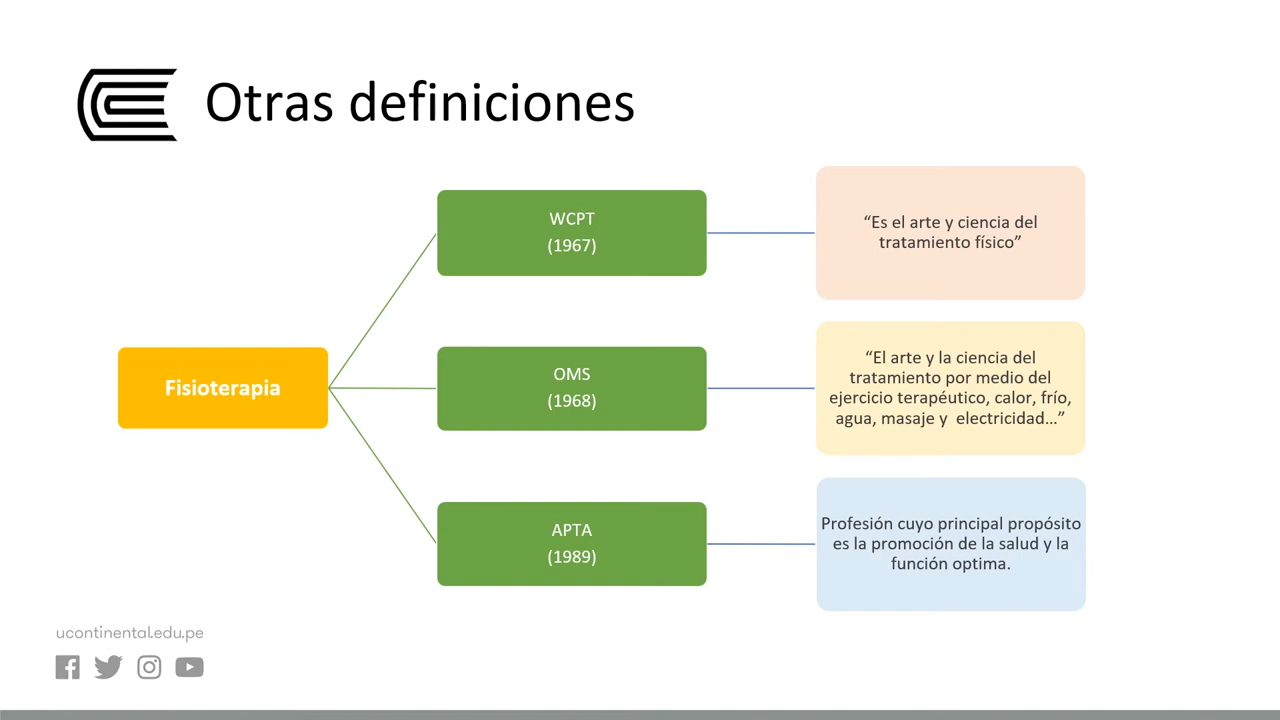 Otras definiciones
Fisioterapia
WCPT
(1967)
“Es el arte y ciencia del
tratamiento físico”
OMS
(1968)
“El arte y la ciencia del
tratamiento por medio del
ejercicio terapéutico, calor, frío,
agua, masaje y  electricidad…”
APTA
(1989)
Profesión cuyo principal propósito
es la promoción de la salud y la
función optima.
ucontinental.edu.pe